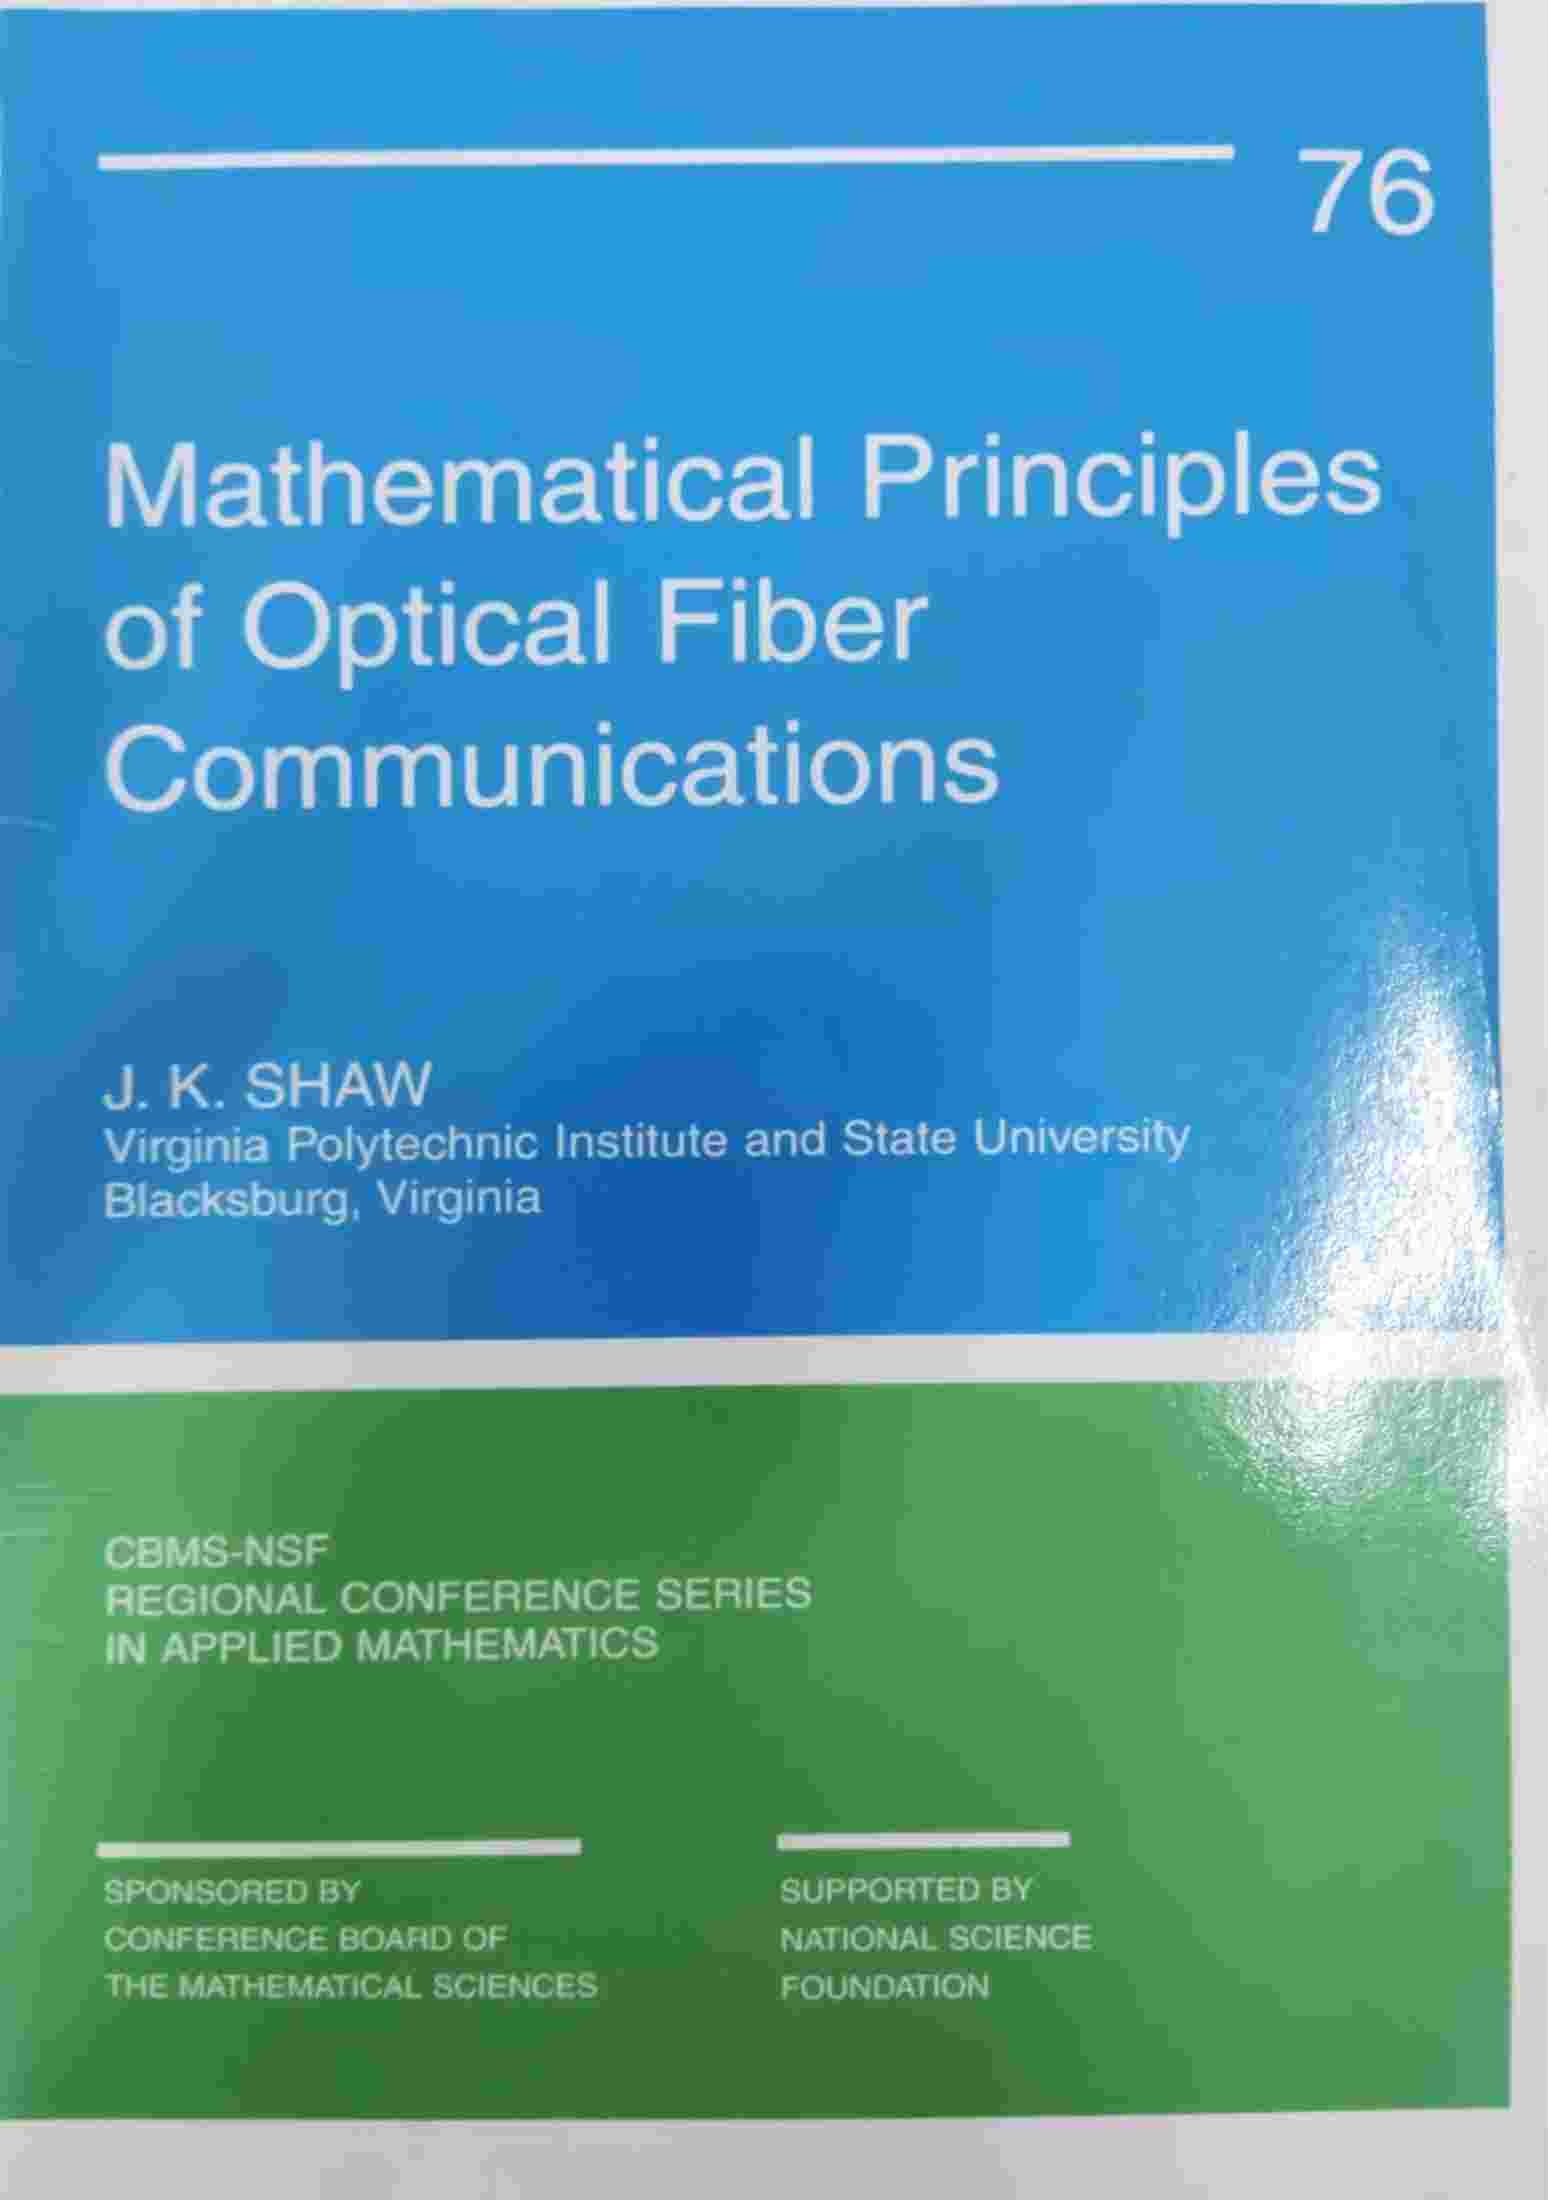 76
Mathematical Principles
of Optical Fiber
Communications
J. K. SHAW
Virginia Polytechnic Institute and State University
Blacksburg, Virginia
CBMS-NSF
REGIONAL CONFERENCE SERIES
IN APPLIED MATHEMATICS
SPONSORED BY
CONFERENCE BOARD OF
THE MATHEMATICAL SCIENCES
SUPPORTED BY
NATIONAL SCIENCE
FOUNDATION